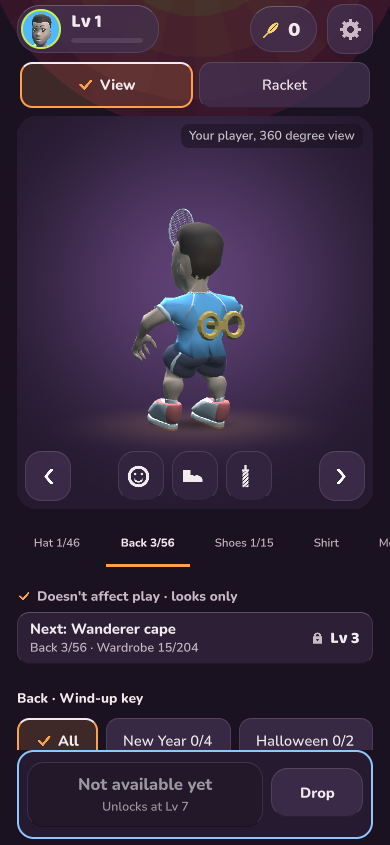 Lv 1
0
View
Racket
Your player, 360 degree view
Hat 1/46
Back 3/56
Shoes 1/15
Shirt
Doesn't affect play · looks only
Next: Wanderer cape
Back 3/56 · Wardrobe 15/204
Lv 3
Back · Wind-up key
All
New Year 0/4
Halloween 0/2
Not available yet
Unlocks at Lv 7
Drop